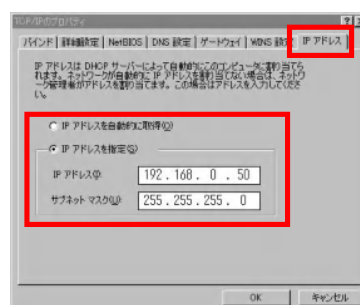 TCP/IPのプロパティ
バインド 詳細設定 NetBIOS DNS 設定 ゲートウェイ WINS 設定 IP アドレス
IP アドレスは DHCP サーバーによって自動的にこのコンピュータに割り当てら
れます。ネットワークが自動的に IP アドレスを割り当てない場合は、ネットワ
ーク管理者がアドレスを割り当てます。この場合はアドレスを入力してくださ
い。
IP アドレスを自動的に取得(O)
IP アドレスを指定(S)
IP アドレス(I): 192.168. 0 . 50
サブネット マスク(U): 255.255.255. 0
OK キャンセル